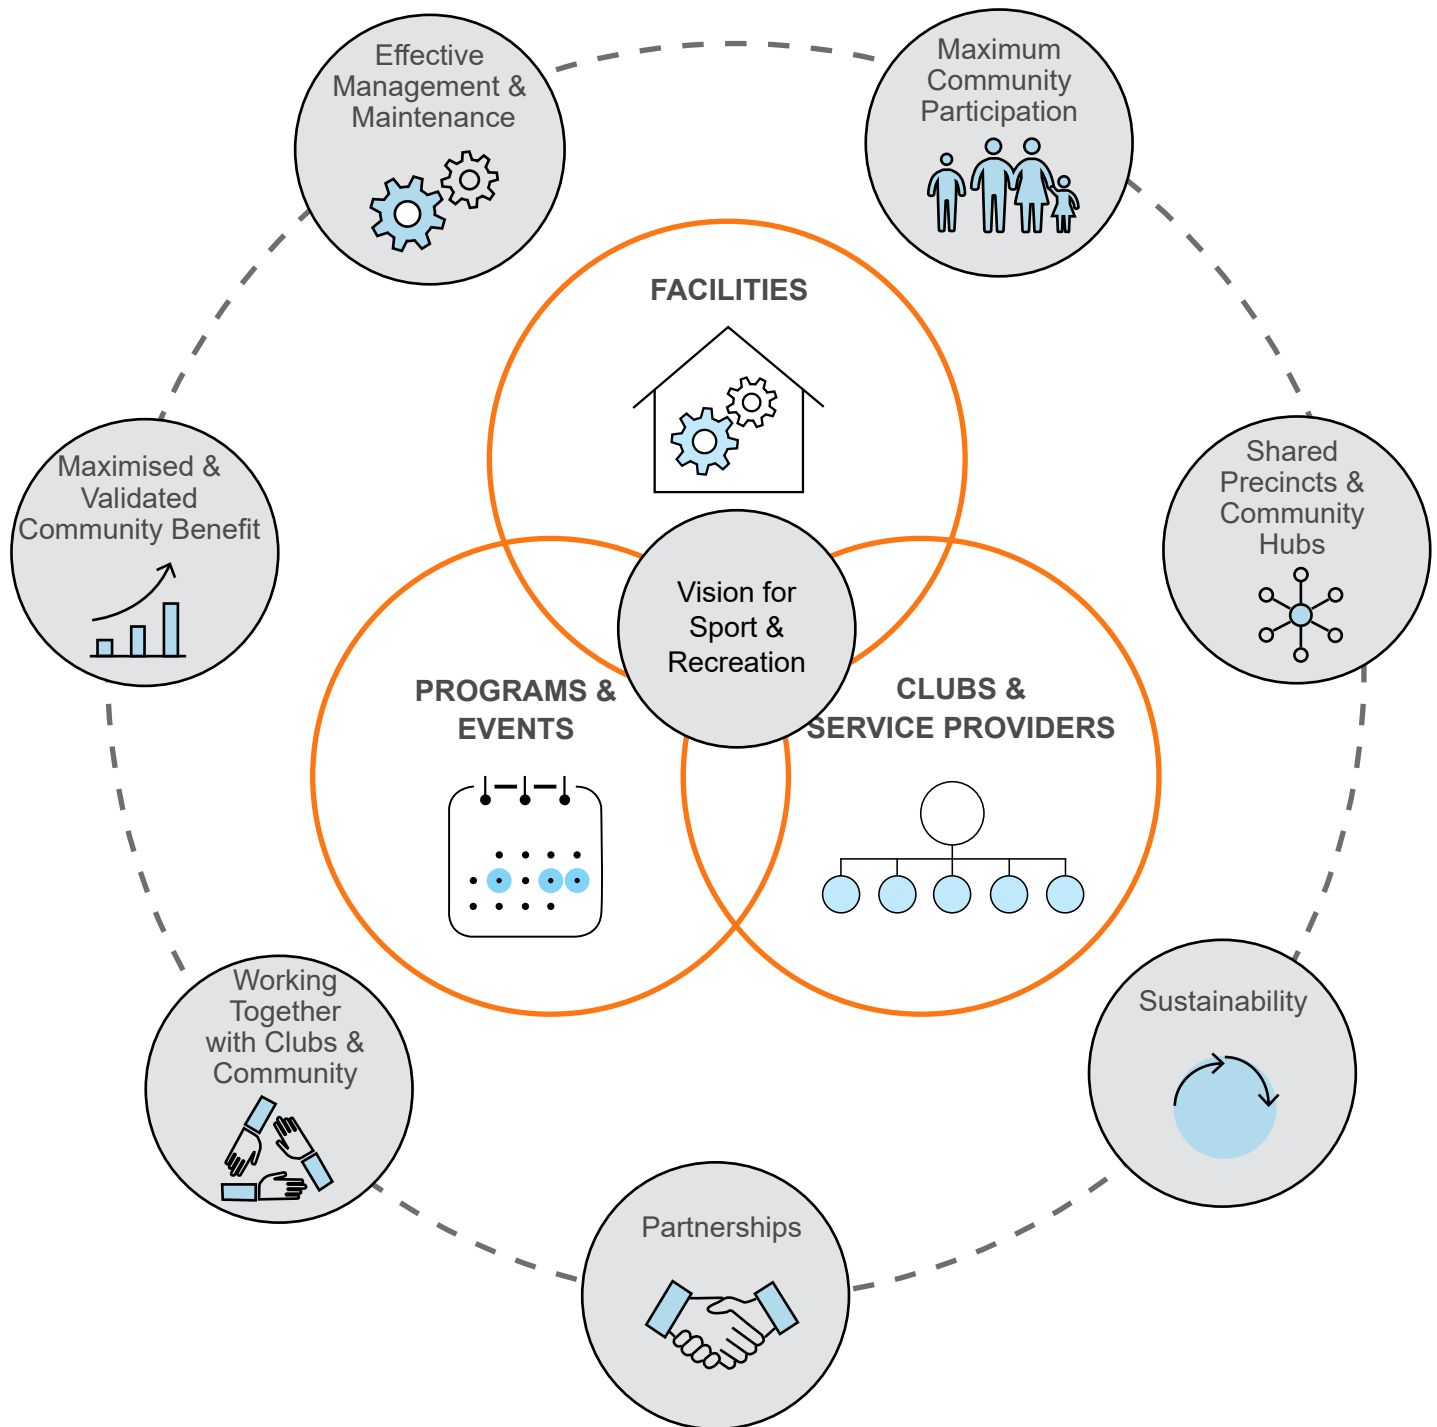 Effective
Management &
Maintenance
Maximum
Community
Participation
FACILITIES
Maximised &
Validated
Community Benefit
Shared
Precincts &
Community
Hubs
Vision for
Sport &
Recreation
PROGRAMS &
EVENTS
CLUBS &
SERVICE PROVIDERS
Working
Together
with Clubs &
Community
Sustainability
Partnerships